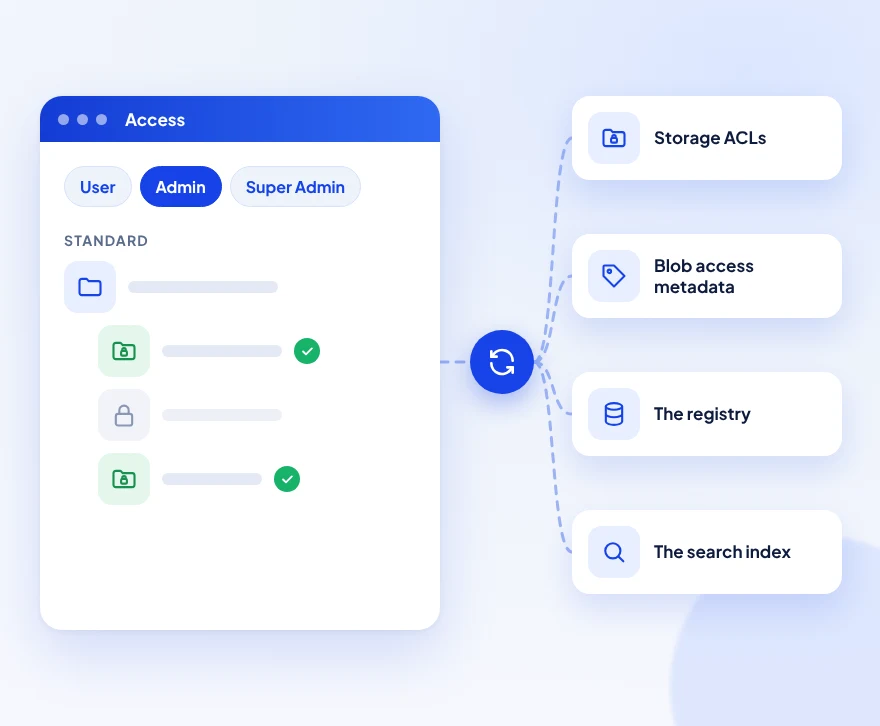 Access
User
Admin
Super Admin
STANDARD
Storage ACLs
Blob access
metadata
The registry
The search index